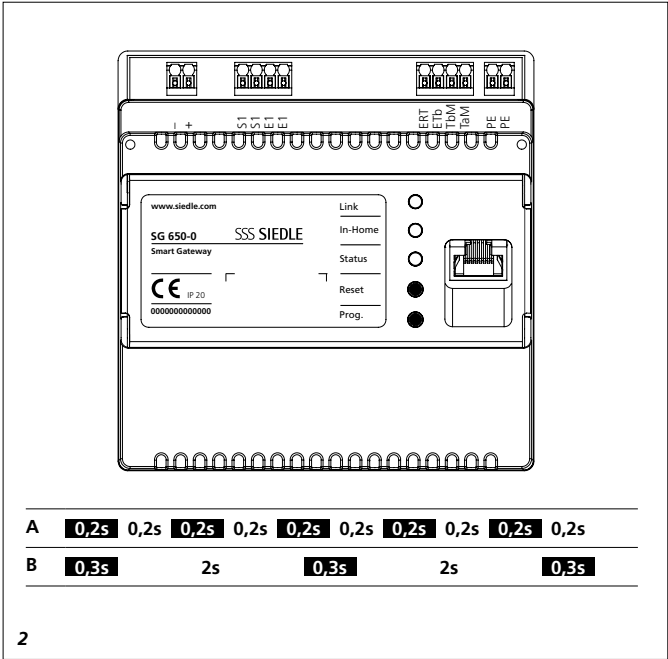 – + S1 S1 E1 E1 ERT ETb TbM TaM PE PE
www.siedle.com
SG 650-0 SSS SIEDLE
Smart Gateway
CE IP 20
0000000000000
Link
In-Home
Status
Reset
Prog.
A 0,2s 0,2s 0,2s 0,2s 0,2s 0,2s 0,2s 0,2s 0,2s 0,2s
B 0,3s 2s 0,3s 2s 0,3s
2